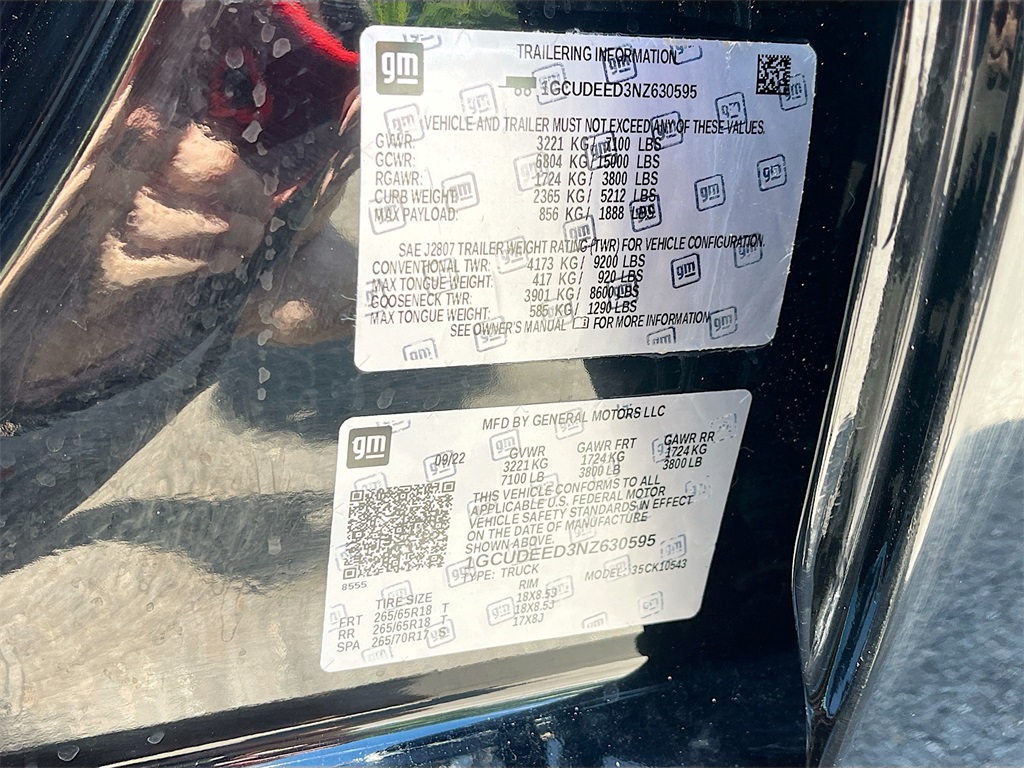 gm
TRAILERING INFORMATION
1GCUDEED3NZ630595
VEHICLE AND TRAILER MUST NOT EXCEED ANY OF THESE VALUES.
GVWR: 3221 KG/ 7100 LBS
GCWR: 6804 KG/ 15000 LBS
RGAWR: 1724 KG/ 3800 LBS
CURB WEIGHT: 2365 KG/ 5212 LBS
MAX PAYLOAD: 856 KG/ 1888 LBS
SAE J2807 TRAILER WEIGHT RATING (TWR) FOR VEHICLE CONFIGURATION.
CONVENTIONAL TWR: 4173 KG/ 9200 LBS
MAX TONGUE WEIGHT: 417 KG/ 920 LBS
GOOSENECK TWR: 3901 KG/ 8600 LBS
MAX TONGUE WEIGHT: 585 KG/ 1290 LBS
SEE OWNER'S MANUAL FOR MORE INFORMATION
gm
MFD BY GENERAL MOTORS LLC
09/22 GVWR GAWR FRT GAWR RR
3221 KG 1724 KG 1724 KG
7100 LB 3800 LB 3800 LB
THIS VEHICLE CONFORMS TO ALL
APPLICABLE U.S. FEDERAL MOTOR
VEHICLE SAFETY STANDARDS IN EFFECT
ON THE DATE OF MANUFACTURE
SHOWN ABOVE.
1GCUDEED3NZ630595
TYPE: TRUCK MODEL: 35CK10543
8555
TIRE SIZE RIM
FRT 265/65R18 T 18X8.5J
RR 265/65R18 T 18X8.5J
SPA 265/70R17 S 17X8J